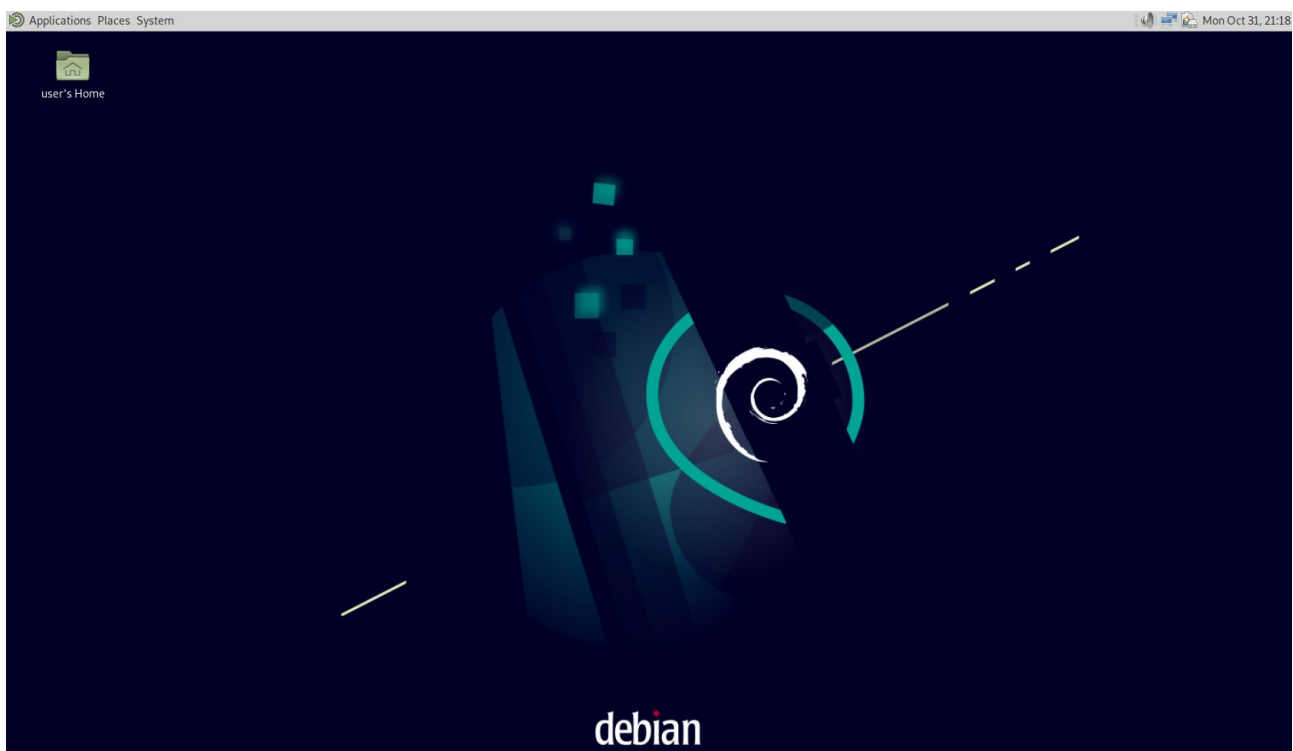 Applications Places System Mon Oct 31, 21:18
user's Home
debian